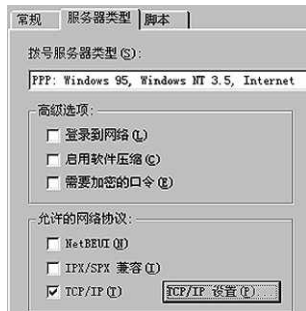 常规 服务器类型 脚本
拨号服务器类型(S):
PPP: Windows 95, Windows NT 3.5, Internet
高级选项:
登录到网络(L)
启用软件压缩(C)
需要加密的口令(E)
允许的网络协议:
NetBEUI(N)
IPX/SPX 兼容(I)
TCP/IP(T) TCP/IP 设置(P)